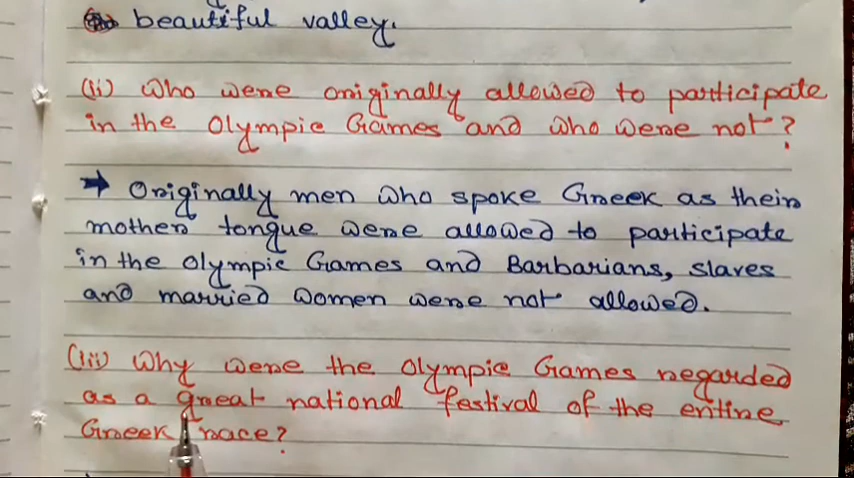 beautiful valley.
(ii) Who were originally allowed to participate
in the Olympic Games and who were not?
→ Originally men who spoke Greek as their
mother tongue were allowed to participate
in the Olympic Games and Barbarians, slaves
and married women were not allowed.
(iii) Why were the Olympic Games regarded
as a great national festival of the entire
Greek race?